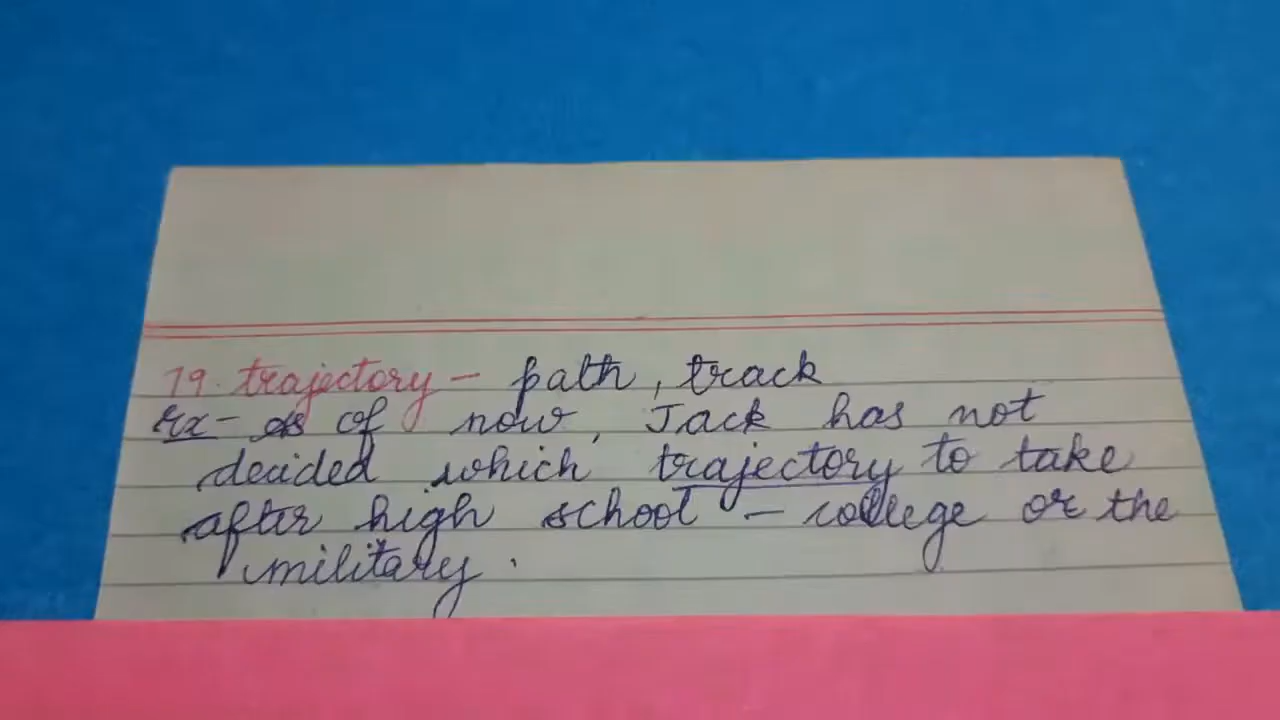 19. trajectory - path, track
Ex - as of now, Jack has not
decided which trajectory to take
after high school - college or the
military.